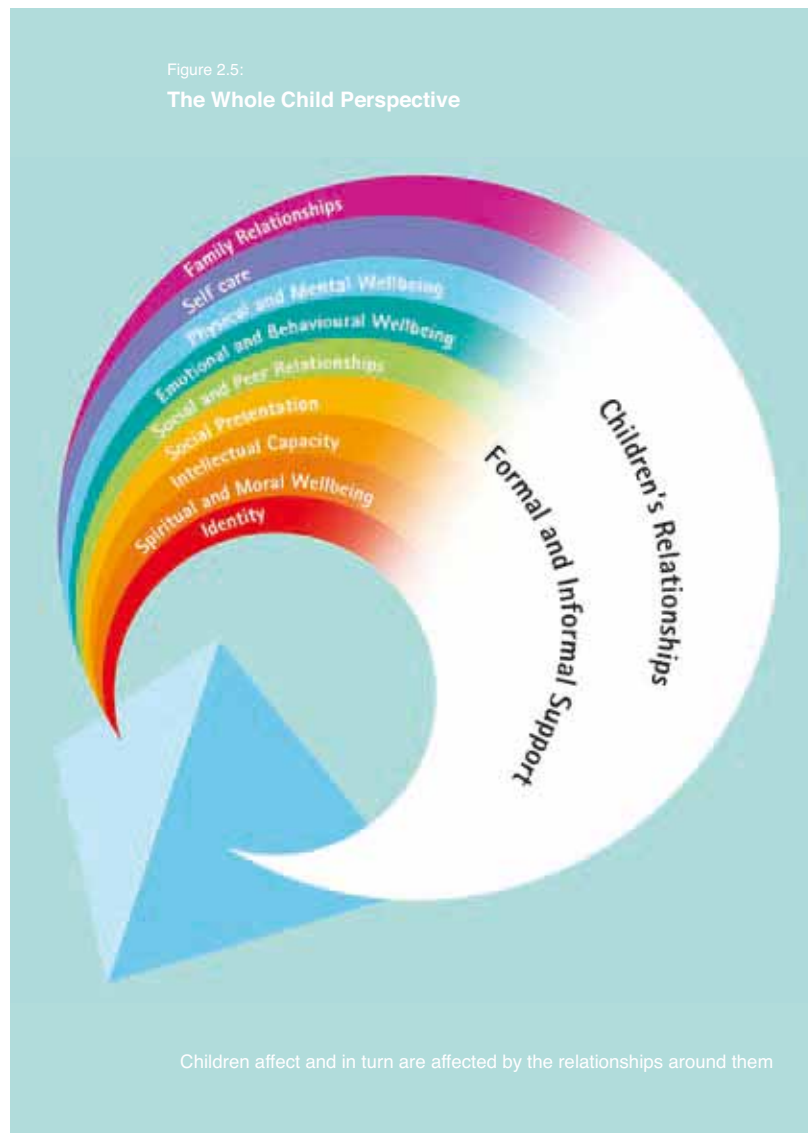 Figure 2.5:
The Whole Child Perspective
Family Relationships
Self care
Physical and Mental Wellbeing
Emotional and Behavioural Wellbeing
Social and Peer Relationships
Social Presentation
Intellectual Capacity
Spiritual and Moral Wellbeing
Identity
Formal and Informal Support
Children's Relationships
Children affect and in turn are affected by the relationships around them